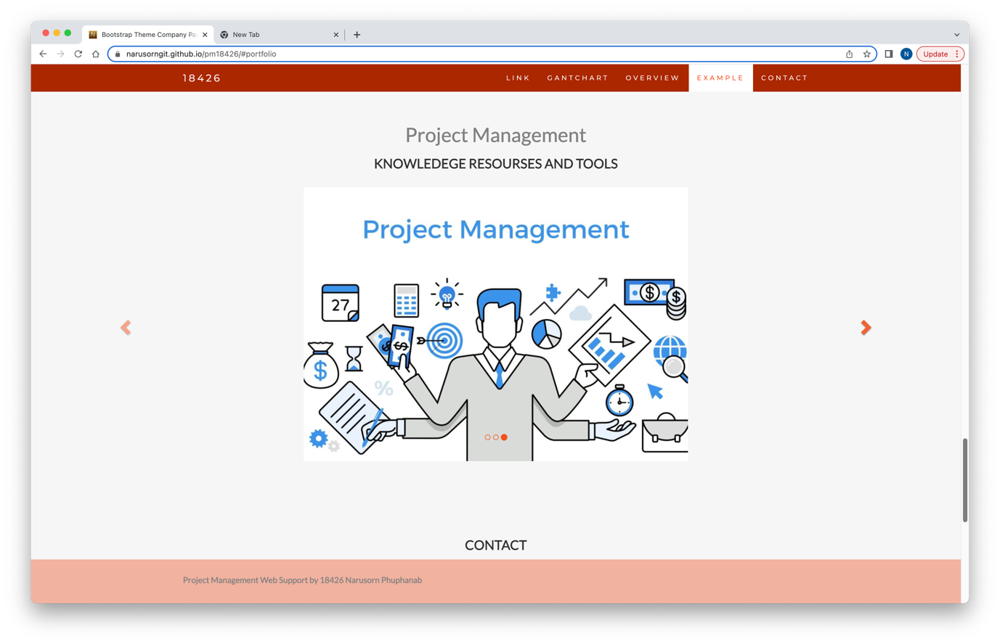 Bootstrap Theme Company Pa
New Tab
narusorngit.github.io/pm18426/#portfolio
N
Update
18426
LINK GANTCHART OVERVIEW EXAMPLE CONTACT
Project Management
KNOWLEDEGE RESOURSES AND TOOLS
Project Management
27
$
$
$
$
$
%
CONTACT
Project Management Web Support by 18426 Narusorn Phuphanab